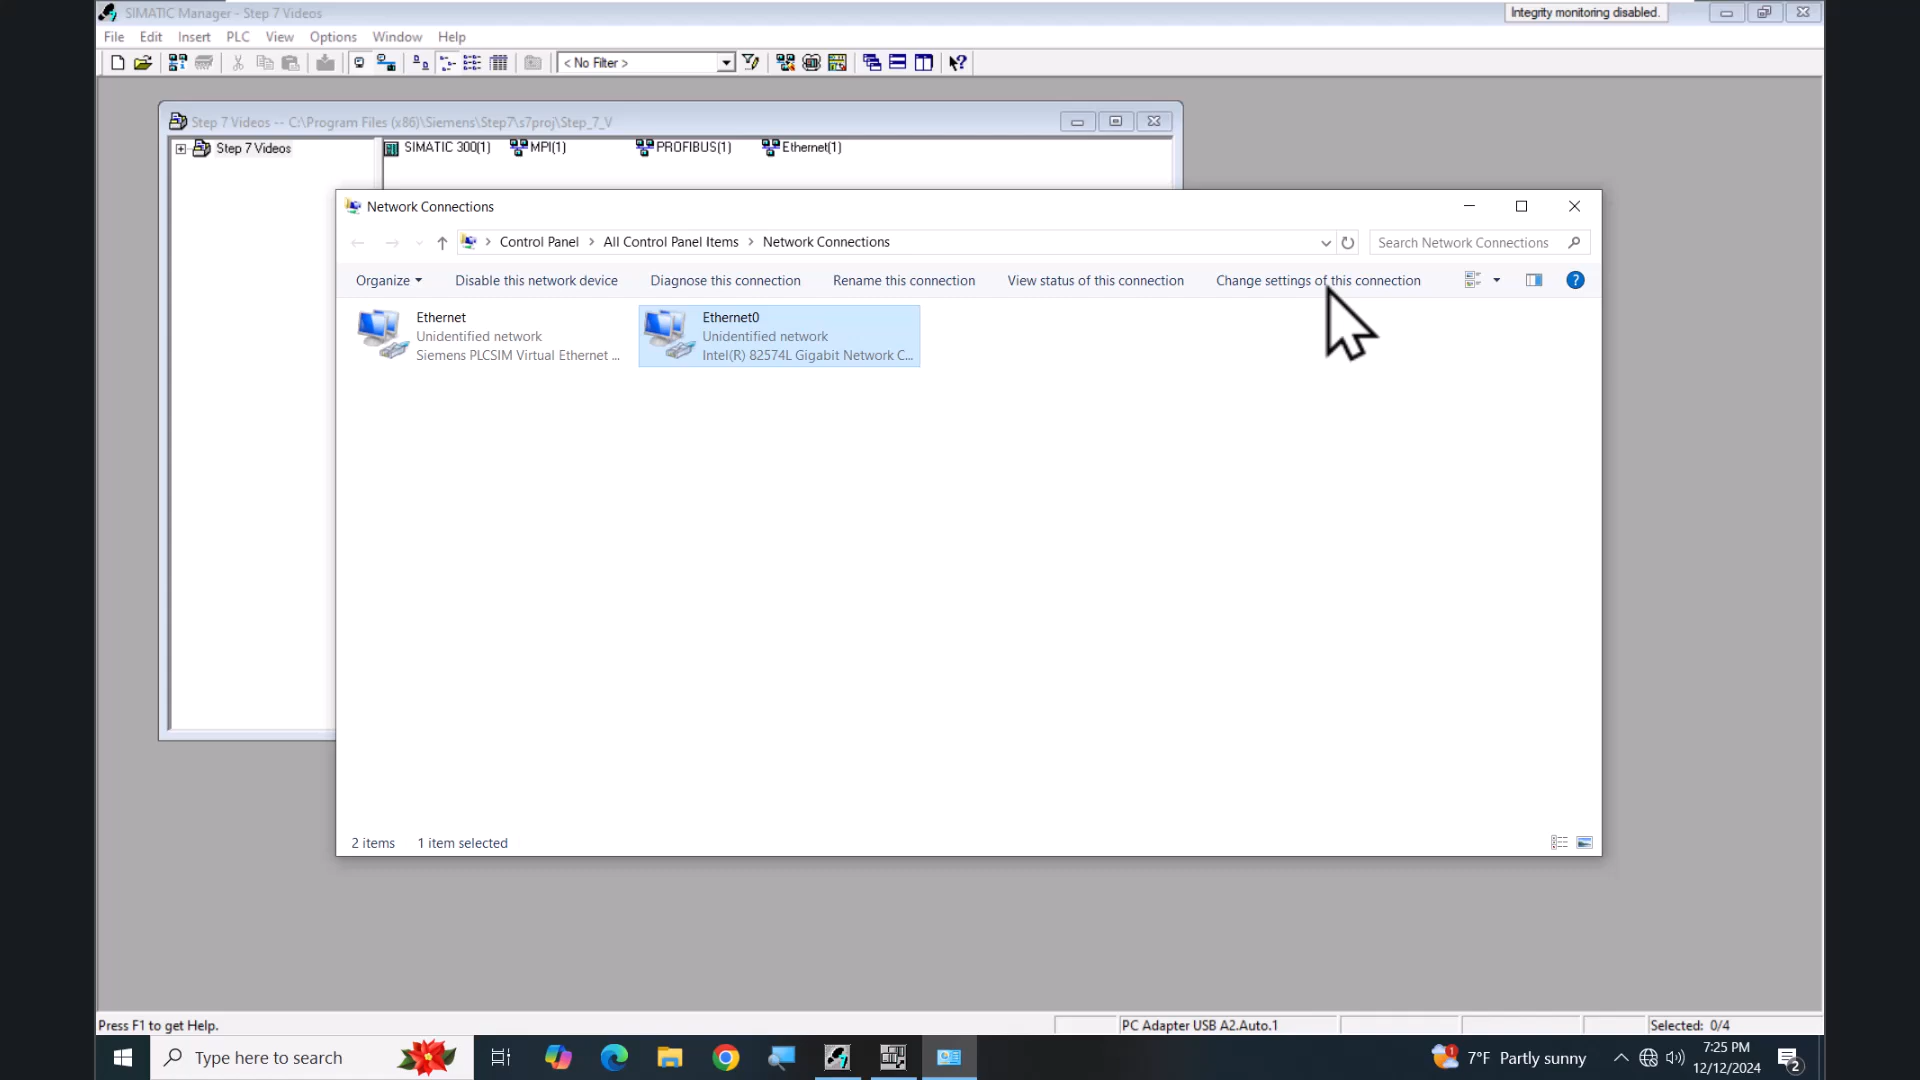 SIMATIC Manager - Step 7 Videos
Integrity monitoring disabled.
File Edit Insert PLC View Options Window Help
< No Filter >
Step 7 Videos -- C:\Program Files (x86)\Siemens\Step7\s7proj\Step_7_V
Step 7 Videos
SIMATIC 300(1) MPI(1) PROFIBUS(1) Ethernet(1)
Network Connections
Control Panel > All Control Panel Items > Network Connections
Search Network Connections
Organize Disable this network device Diagnose this connection Rename this connection View status of this connection Change settings of this connection
Ethernet
Unidentified network
Siemens PLCSIM Virtual Ethernet ...
Ethernet0
Unidentified network
Intel(R) 82574L Gigabit Network C...
2 items 1 item selected
Press F1 to get Help.
PC Adapter USB A2.Auto.1
Selected: 0/4
Type here to search
1
7°F Partly sunny
7:25 PM
12/12/2024
2